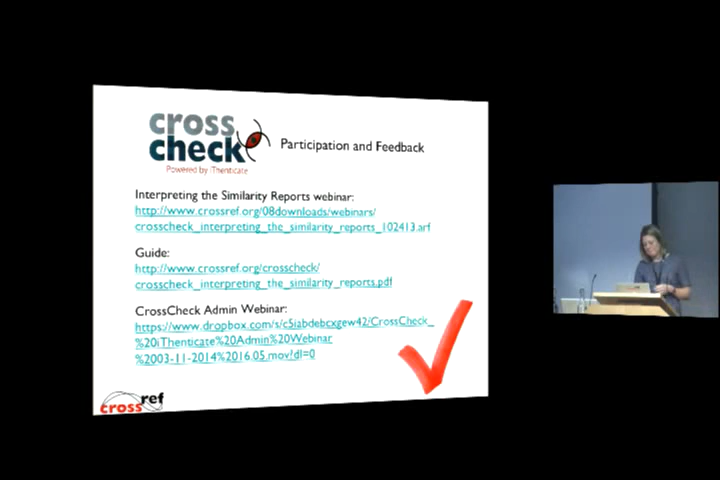 cross
check
Powered by iThenticate
Participation and Feedback
Interpreting the Similarity Reports webinar:
http://www.crossref.org/08downloads/webinars/
crosscheck_interpreting_the_similarity_reports_102413.arf
Guide:
http://www.crossref.org/crosscheck/
crosscheck_interpreting_the_similarity_reports.pdf
CrossCheck Admin Webinar:
https://www.dropbox.com/s/c5iabdebcxgew42/CrossCheck_
%20iThenticate%20Admin%20Webinar
%2003-11-2014%2016.05.mov?dl=0
crossref